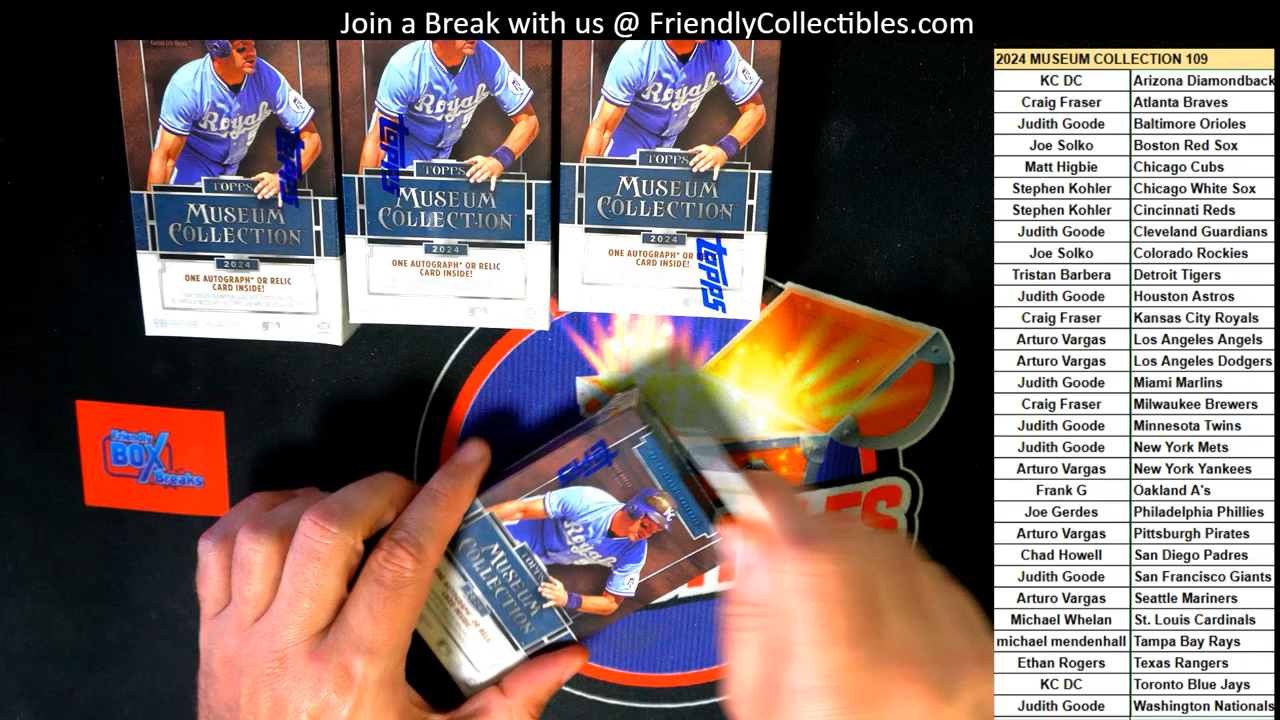 Join a Break with us @ FriendlyCollectibles.com
2024 MUSEUM COLLECTION 109
KC DC Arizona Diamondback
Craig Fraser Atlanta Braves
Judith Goode Baltimore Orioles
Joe Solko Boston Red Sox
Matt Higbie Chicago Cubs
Stephen Kohler Chicago White Sox
Stephen Kohler Cincinnati Reds
Judith Goode Cleveland Guardians
Joe Solko Colorado Rockies
Tristan Barbera Detroit Tigers
Judith Goode Houston Astros
Craig Fraser Kansas City Royals
Arturo Vargas Los Angeles Angels
Arturo Vargas Los Angeles Dodgers
Judith Goode Miami Marlins
Craig Fraser Milwaukee Brewers
Judith Goode Minnesota Twins
Judith Goode New York Mets
Arturo Vargas New York Yankees
Frank G Oakland A's
Joe Gerdes Philadelphia Phillies
Arturo Vargas Pittsburgh Pirates
Chad Howell San Diego Padres
Judith Goode San Francisco Giants
Arturo Vargas Seattle Mariners
Michael Whelan St. Louis Cardinals
michael mendenhall Tampa Bay Rays
Ethan Rogers Texas Rangers
KC DC Toronto Blue Jays
Judith Goode Washington Nationals
Royals
5
topps
TOPPS
MUSEUM
COLLECTION
2024
ONE AUTOGRAPH* OR RELIC
CARD INSIDE!
Royals
5
topps
TOPPS
MUSEUM
COLLECTION
2024
ONE AUTOGRAPH* OR RELIC
CARD INSIDE!
Royals
5
TOPPS
MUSEUM
COLLECTION
2024
ONE AUTOGRAPH* OR RELIC
CARD INSIDE!
topps
Friendly
BOX
Breaks
topps
KC
Royals
TOPPS
MUSEUM
COLLECTION